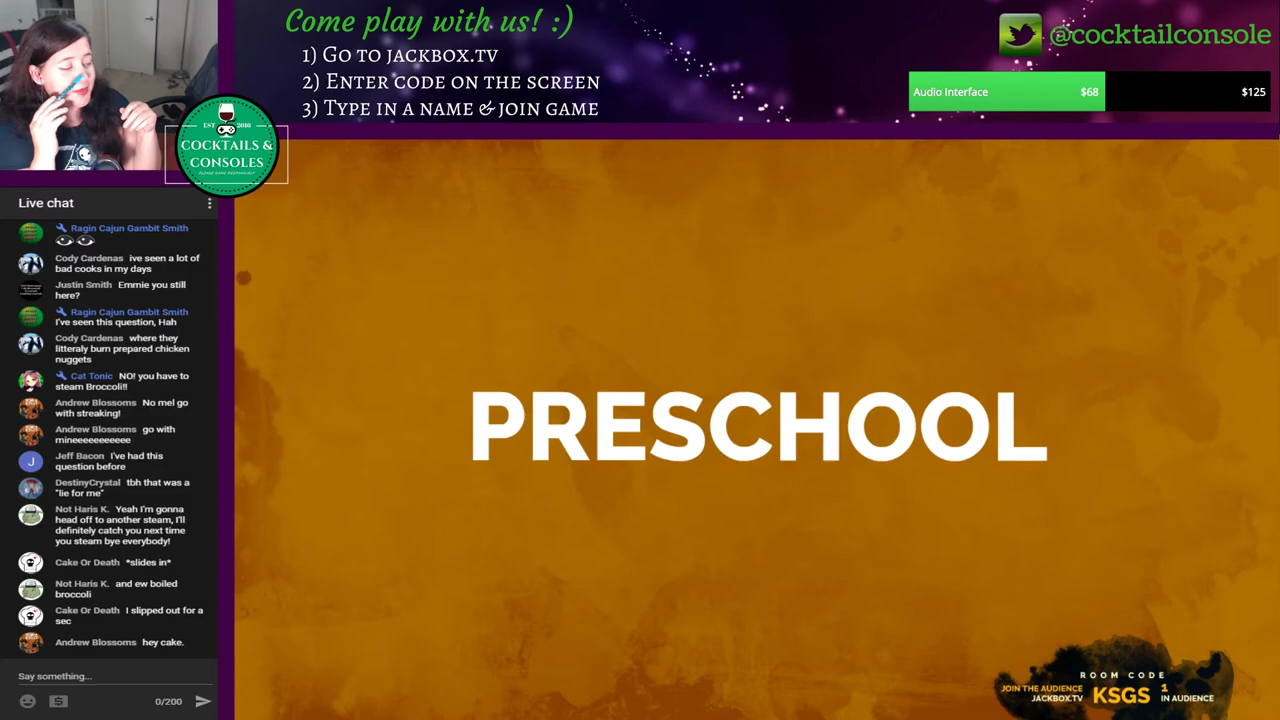 Come play with us! :)
1) Go to jackbox.tv
2) Enter code on the screen
3) Type in a name & join game
@cocktailconsole
Audio Interface $68 $125
EST 2016
COCKTAILS &
CONSOLES
PLEASE GAME RESPONSIBLY
Live chat
Ragin Cajun Gambit Smith
Cody Cardenas ive seen a lot of
bad cooks in my days
Justin Smith Emmie you still
here?
Ragin Cajun Gambit Smith
I've seen this question, Hah
Cody Cardenas where they
litteraly burn prepared chicken
nuggets
Cat Tonic NO! you have to
steam Broccoli!!
Andrew Blossoms No mel go
with streaking!
Andrew Blossoms go with
mineeeeeeeeeee
Jeff Bacon I've had this
question before
DestinyCrystal tbh that was a
"lie for me"
Not Haris K. Yeah I'm gonna
head off to another steam, I'll
definitely catch you next time
you steam bye everybody!
Cake Or Death *slides in*
Not Haris K. and ew boiled
broccoli
Cake Or Death I slipped out for a
sec
Andrew Blossoms hey cake.
Say something...
0/200
PRESCHOOL
ROOM CODE
JOIN THE AUDIENCE
JACKBOX.TV
KSGS
1
IN AUDIENCE